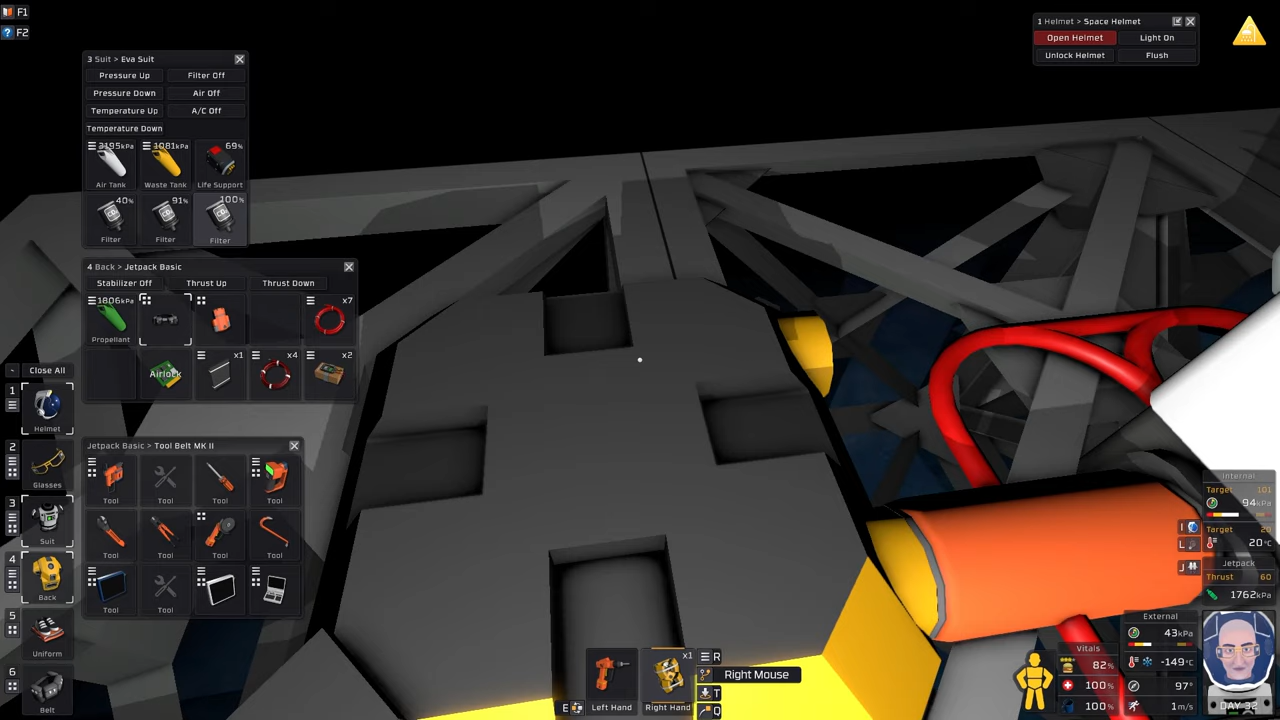 F1
? F2
3 Suit > Eva Suit
Pressure Up Filter Off
Pressure Down Air Off
Temperature Up A/C Off
Temperature Down
3195kPa 1081kPa 69%
Air Tank Waste Tank Life Support
40% 91% 100%
Filter Filter Filter
4 Back > Jetpack Basic
Stabilizer Off Thrust Up Thrust Down
1806kPa x7
Propellant
Airlock x1 x4 x2
~ Close All
1
Helmet
2
Glasses
3
Suit
4
Back
5
Uniform
6
Belt
Jetpack Basic > Tool Belt MK II
Tool Tool Tool Tool
Tool Tool Tool Tool
Tool Tool
1 Helmet > Space Helmet
Open Helmet Light On
Unlock Helmet Flush
Internal
Target 101
94kPa
Target 20
20°C
I
L
J
Jetpack
Thrust 60
1762kPa
External
43kPa
-149°C
97°
1m/s
Vitals
82%
100%
100%
DAY 32
x1
E Left Hand Right Hand
R
Right Mouse
T
Q